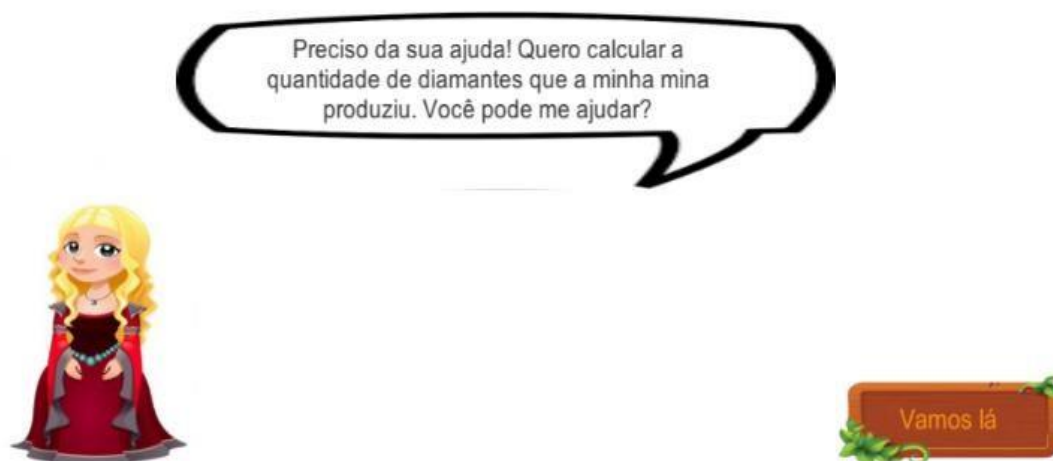 Preciso da sua ajuda! Quero calcular a
quantidade de diamantes que a minha mina
produziu. Você pode me ajudar?
Vamos lá